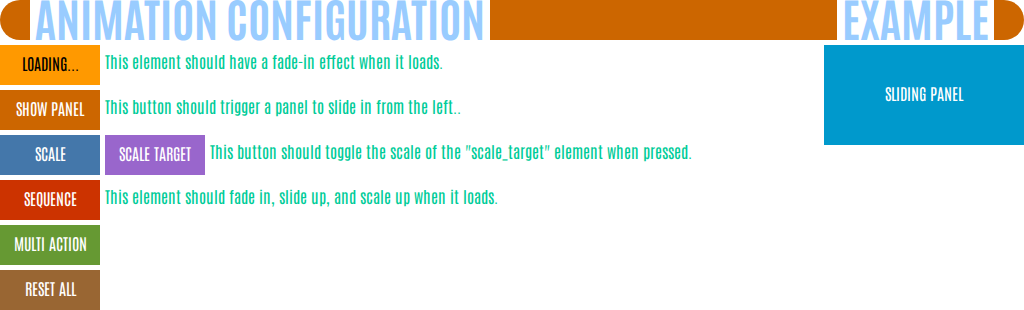 ANIMATION CONFIGURATION EXAMPLE
LOADING... This element should have a fade-in effect when it loads.
SLIDING PANEL
SHOW PANEL This button should trigger a panel to slide in from the left..
SCALE SCALE TARGET This button should toggle the scale of the "scale_target" element when pressed.
SEQUENCE This element should fade in, slide up, and scale up when it loads.
MULTI ACTION
RESET ALL